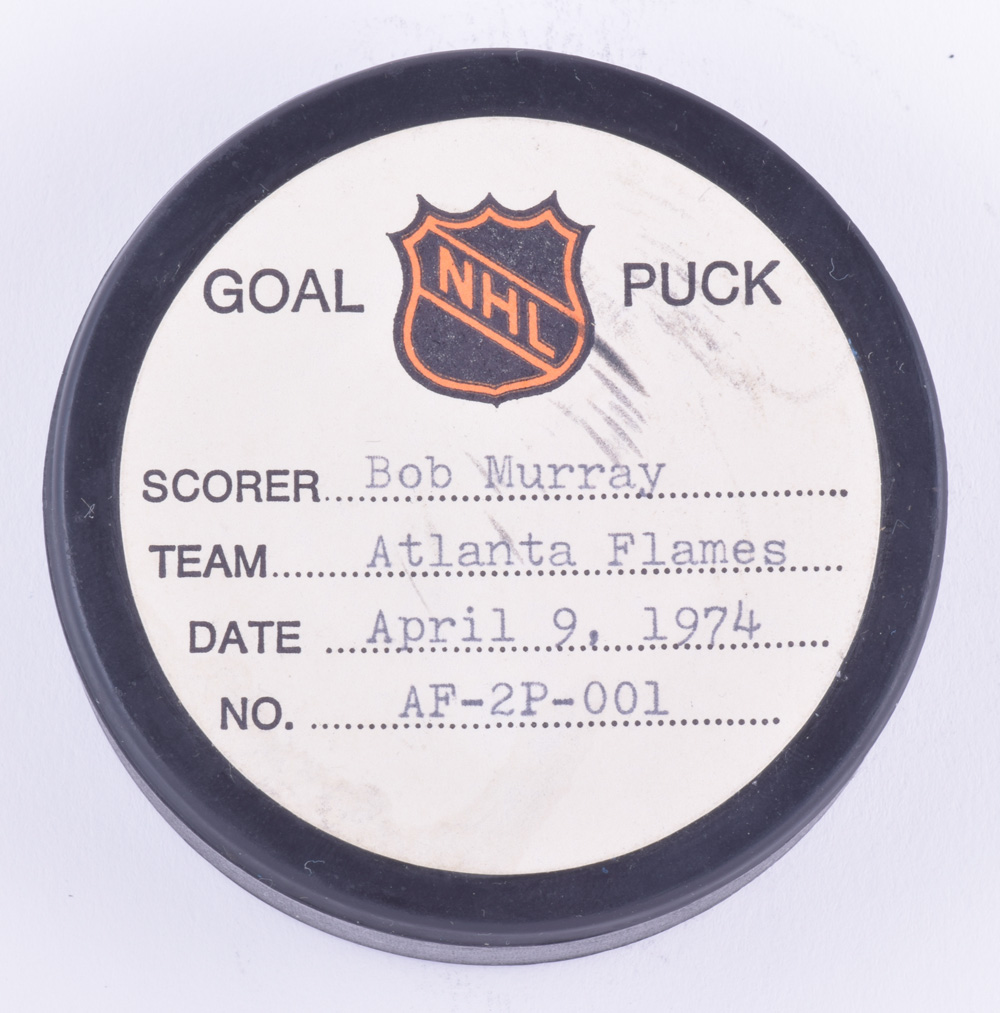 GOAL NHL PUCK
SCORER.... Bob Murray
TEAM.... Atlanta Flames
DATE .... April 9, 1974
NO. .... AF-2P-001